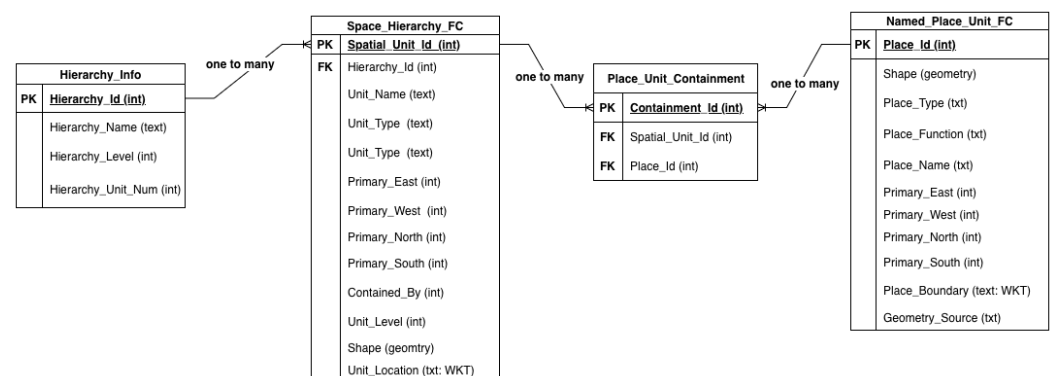 Hierarchy_Info
PK Hierarchy_Id (int)
Hierarchy_Name (text)
Hierarchy_Level (int)
Hierarchy_Unit_Num (int)
one to many
Space_Hierarchy_FC
PK Spatial_Unit_Id (int)
FK Hierarchy_Id (int)
Unit_Name (text)
Unit_Type (text)
Unit_Type (text)
Primary_East (int)
Primary_West (int)
Primary_North (int)
Primary_South (int)
Contained_By (int)
Unit_Level (int)
Shape (geomtry)
Unit_Location (txt: WKT)
one to many
Place_Unit_Containment
PK Containment_Id (int)
FK Spatial_Unit_Id (int)
FK Place_Id (int)
one to many
Named_Place_Unit_FC
PK Place_Id (int)
Shape (geometry)
Place_Type (txt)
Place_Function (txt)
Place_Name (txt)
Primary_East (int)
Primary_West (int)
Primary_North (int)
Primary_South (int)
Place_Boundary (text: WKT)
Geometry_Source (txt)